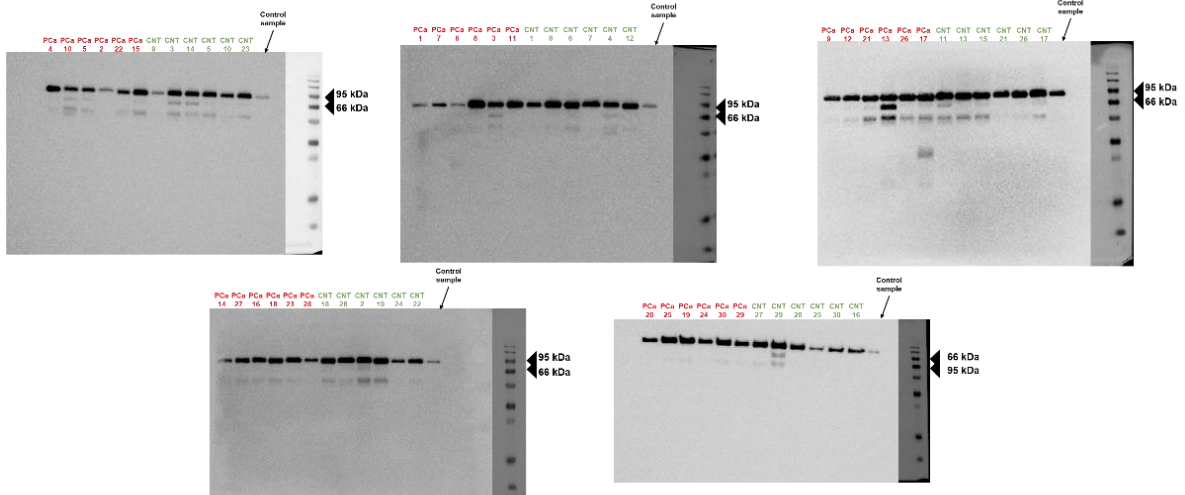 Control
sample
PCa PCa PCa PCa PCa PCa CNT CNT CNT CNT CNT CNT
4 10 5 2 22 15 9 3 14 5 10 23
95 kDa
66 kDa
Control
sample
PCa PCa PCa PCa PCa PCa CNT CNT CNT CNT CNT CNT
1 7 6 8 3 11 1 8 6 7 4 12
95 kDa
66 kDa
Control
sample
PCa PCa PCa PCa PCa PCa CNT CNT CNT CNT CNT CNT
9 12 21 13 26 17 11 13 15 21 26 17
95 kDa
66 kDa
Control
sample
PCa PCa PCa PCa PCa PCa CNT CNT CNT CNT CNT CNT
14 27 16 18 23 28 18 28 2 19 24 22
95 kDa
66 kDa
Control
sample
PCa PCa PCa PCa PCa PCa CNT CNT CNT CNT CNT CNT
20 25 19 24 30 29 27 29 20 25 30 16
66 kDa
95 kDa